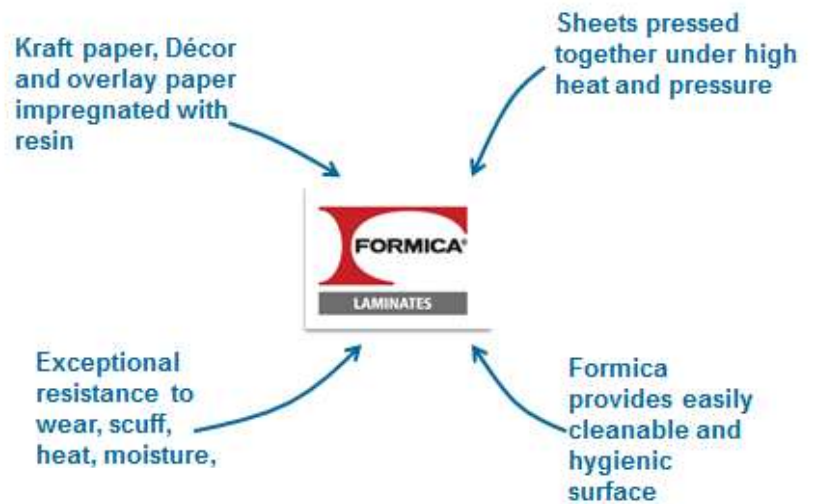 Kraft paper, Décor
and overlay paper
impregnated with
resin
Sheets pressed
together under high
heat and pressure
FORMICA®
LAMINATES
Exceptional
resistance to
wear, scuff,
heat, moisture,
Formica
provides easily
cleanable and
hygienic
surface